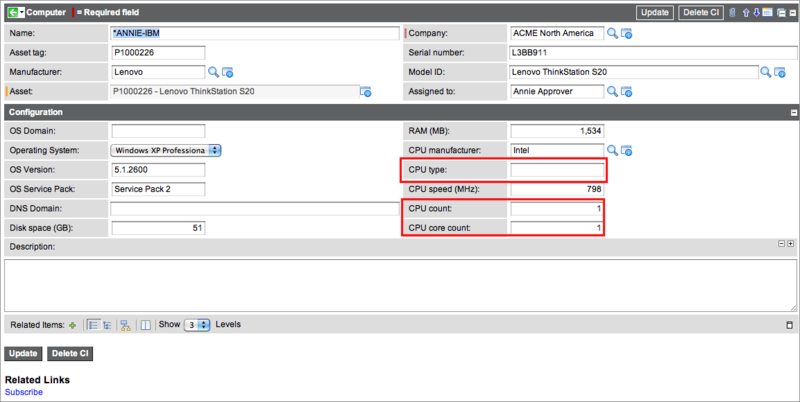 Computer = Required field Update Delete CI
Name: *ANNIE-IBM Company: ACME North America
Asset tag: P1000226 Serial number: L3BB911
Manufacturer: Lenovo Model ID: Lenovo ThinkStation S20
Asset: P1000226 - Lenovo ThinkStation S20 Assigned to: Annie Approver
Configuration
OS Domain: RAM (MB): 1,534
Operating System: Windows XP Professiona CPU manufacturer: Intel
OS Version: 5.1.2600 CPU type:
OS Service Pack: Service Pack 2 CPU speed (MHz): 798
DNS Domain: CPU count: 1
Disk space (GB): 51 CPU core count: 1
Description:
Related Items: Show 3 Levels
Update Delete CI
Related Links
Subscribe